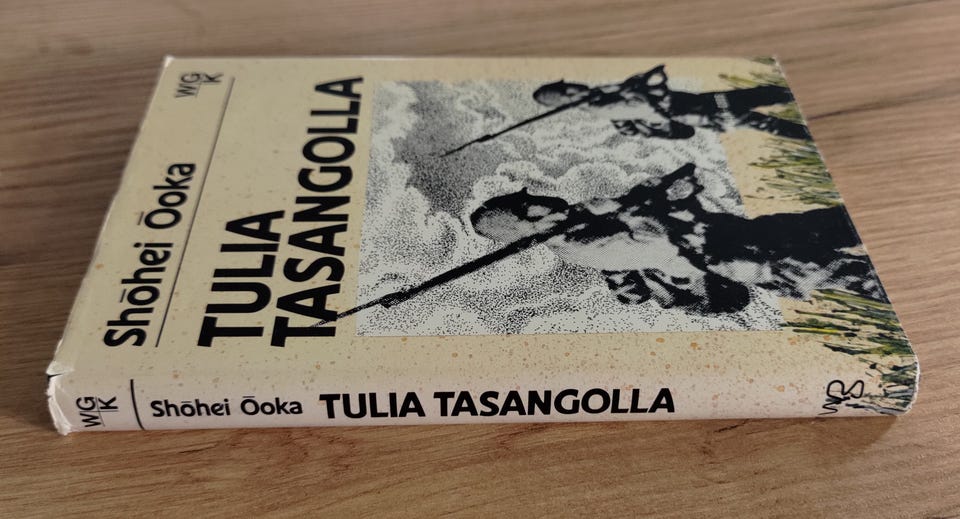 WG
K
Shōhei Ōoka
TULIA
TASANGOLLA
WG
K
Shōhei Ōoka TULIA TASANGOLLA